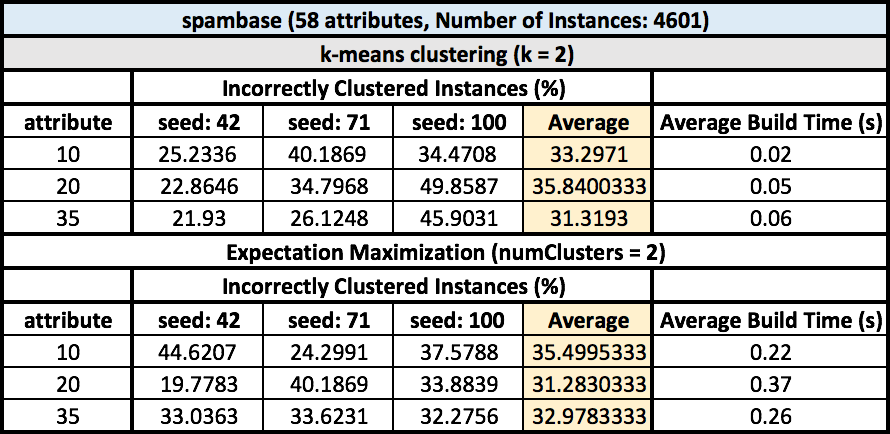 spambase (58 attributes, Number of Instances: 4601)
k-means clustering (k = 2)
Incorrectly Clustered Instances (%)
attribute seed: 42 seed: 71 seed: 100 Average Average Build Time (s)
10 25.2336 40.1869 34.4708 33.2971 0.02
20 22.8646 34.7968 49.8587 35.8400333 0.05
35 21.93 26.1248 45.9031 31.3193 0.06
Expectation Maximization (numClusters = 2)
Incorrectly Clustered Instances (%)
attribute seed: 42 seed: 71 seed: 100 Average Average Build Time (s)
10 44.6207 24.2991 37.5788 35.4995333 0.22
20 19.7783 40.1869 33.8839 31.2830333 0.37
35 33.0363 33.6231 32.2756 32.9783333 0.26